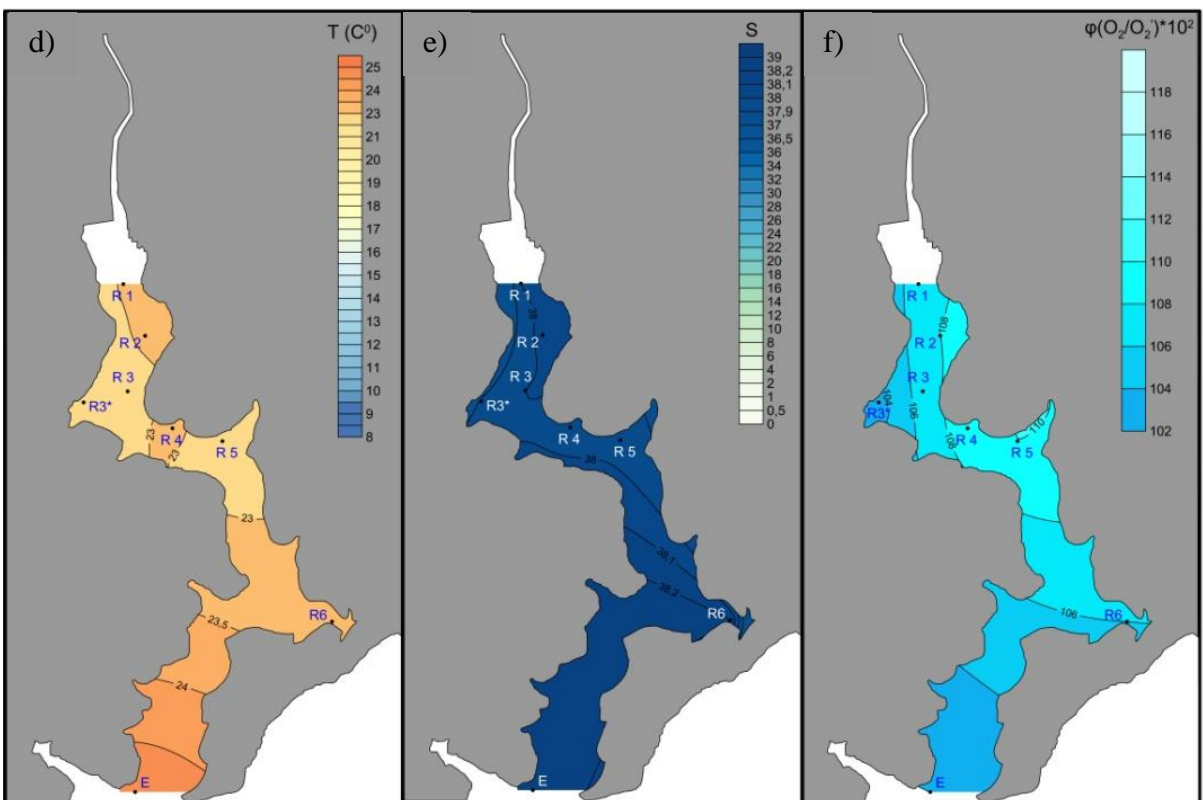 d)
T (C⁰)
25
24
23
21
20
19
18
17
16
15
14
13
12
11
10
9
8
R 1
R 2
R 3
R3*
R 4
R 5
23
23
23
R6
23,5
24
E
e)
S
39
38,2
38,1
38
37,9
37
36,5
36
34
32
30
28
26
24
22
20
18
16
14
12
10
8
6
4
2
1
0,5
0
R 1
38
R 2
R 3
R3*
R 4
R 5
38
38,1
38,2
R6
E
f)
φ(O₂/O₂')*10²
118
116
114
112
110
108
106
104
102
R 1
108
R 2
R 3
R3*
104
106
108
R 4
R 5
110
106
R6
E